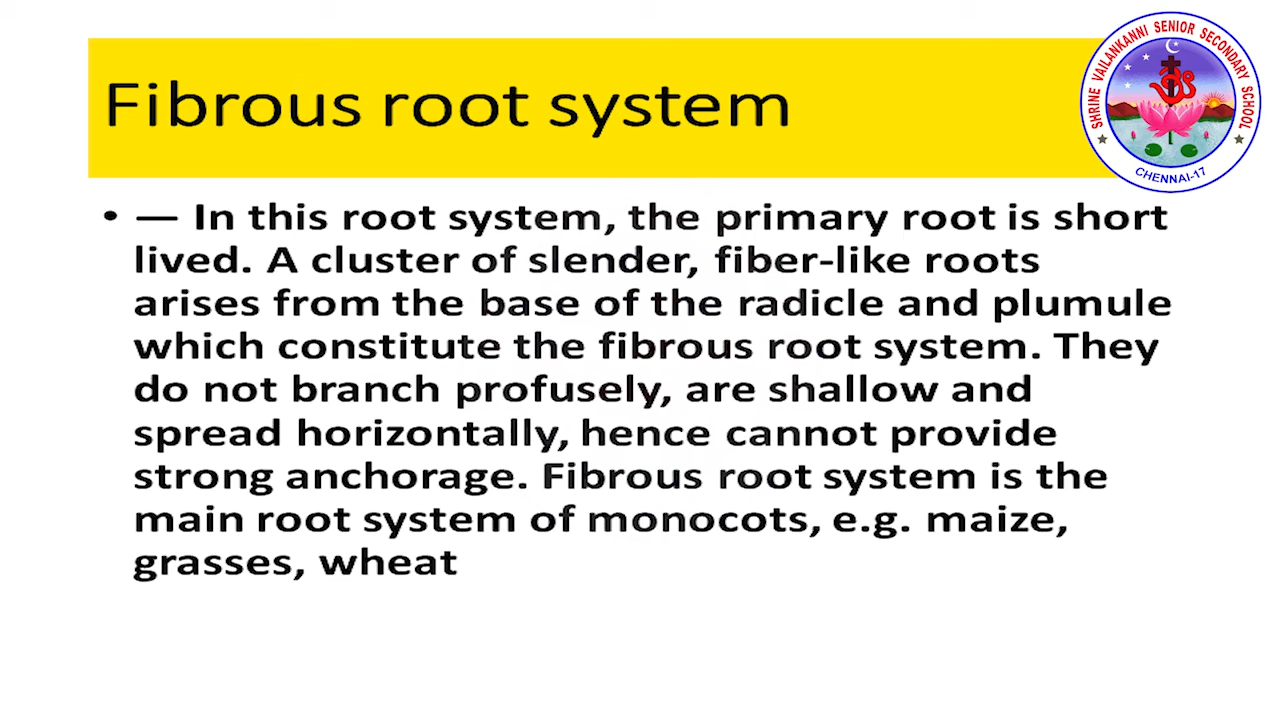 Fibrous root system
SHRINE VAILANKANNI SENIOR SECONDARY SCHOOL
CHENNAI-17
• — In this root system, the primary root is short
lived. A cluster of slender, fiber-like roots
arises from the base of the radicle and plumule
which constitute the fibrous root system. They
do not branch profusely, are shallow and
spread horizontally, hence cannot provide
strong anchorage. Fibrous root system is the
main root system of monocots, e.g. maize,
grasses, wheat